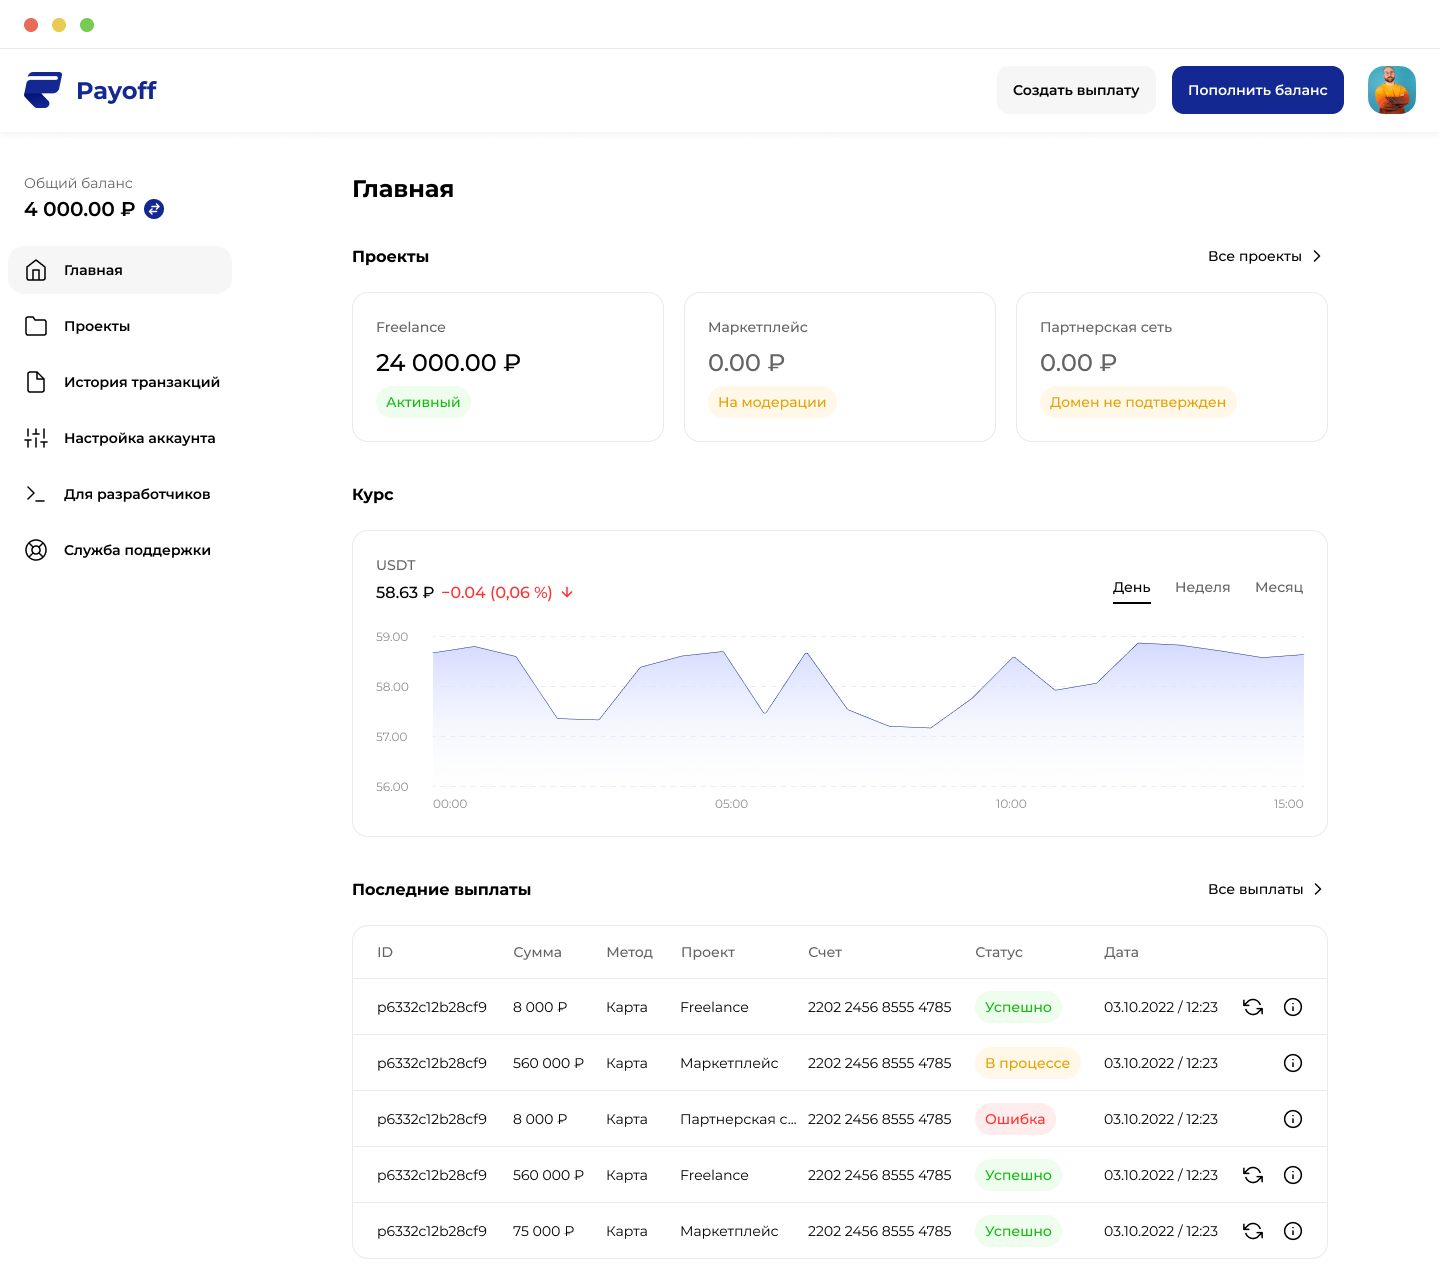 Payoff
Создать выплату
Пополнить баланс
Общий баланс
4 000.00 ₽
Главная
Проекты
История транзакций
Настройка аккаунта
Для разработчиков
Служба поддержки
Главная
Проекты
Все проекты
Freelance
24 000.00 ₽
Активный
Маркетплейс
0.00 ₽
На модерации
Партнерская сеть
0.00 ₽
Домен не подтвержден
Курс
USDT
58.63 ₽ −0.04 (0,06 %)
День Неделя Месяц
59.00
58.00
57.00
56.00
00:00 05:00 10:00 15:00
Последние выплаты
Все выплаты
ID Сумма Метод Проект Счет Статус Дата
p6332c12b28cf9 8 000 ₽ Карта Freelance 2202 2456 8555 4785 Успешно 03.10.2022 / 12:23
p6332c12b28cf9 560 000 ₽ Карта Маркетплейс 2202 2456 8555 4785 В процессе 03.10.2022 / 12:23
p6332c12b28cf9 8 000 ₽ Карта Партнерская с... 2202 2456 8555 4785 Ошибка 03.10.2022 / 12:23
p6332c12b28cf9 560 000 ₽ Карта Freelance 2202 2456 8555 4785 Успешно 03.10.2022 / 12:23
p6332c12b28cf9 75 000 ₽ Карта Маркетплейс 2202 2456 8555 4785 Успешно 03.10.2022 / 12:23